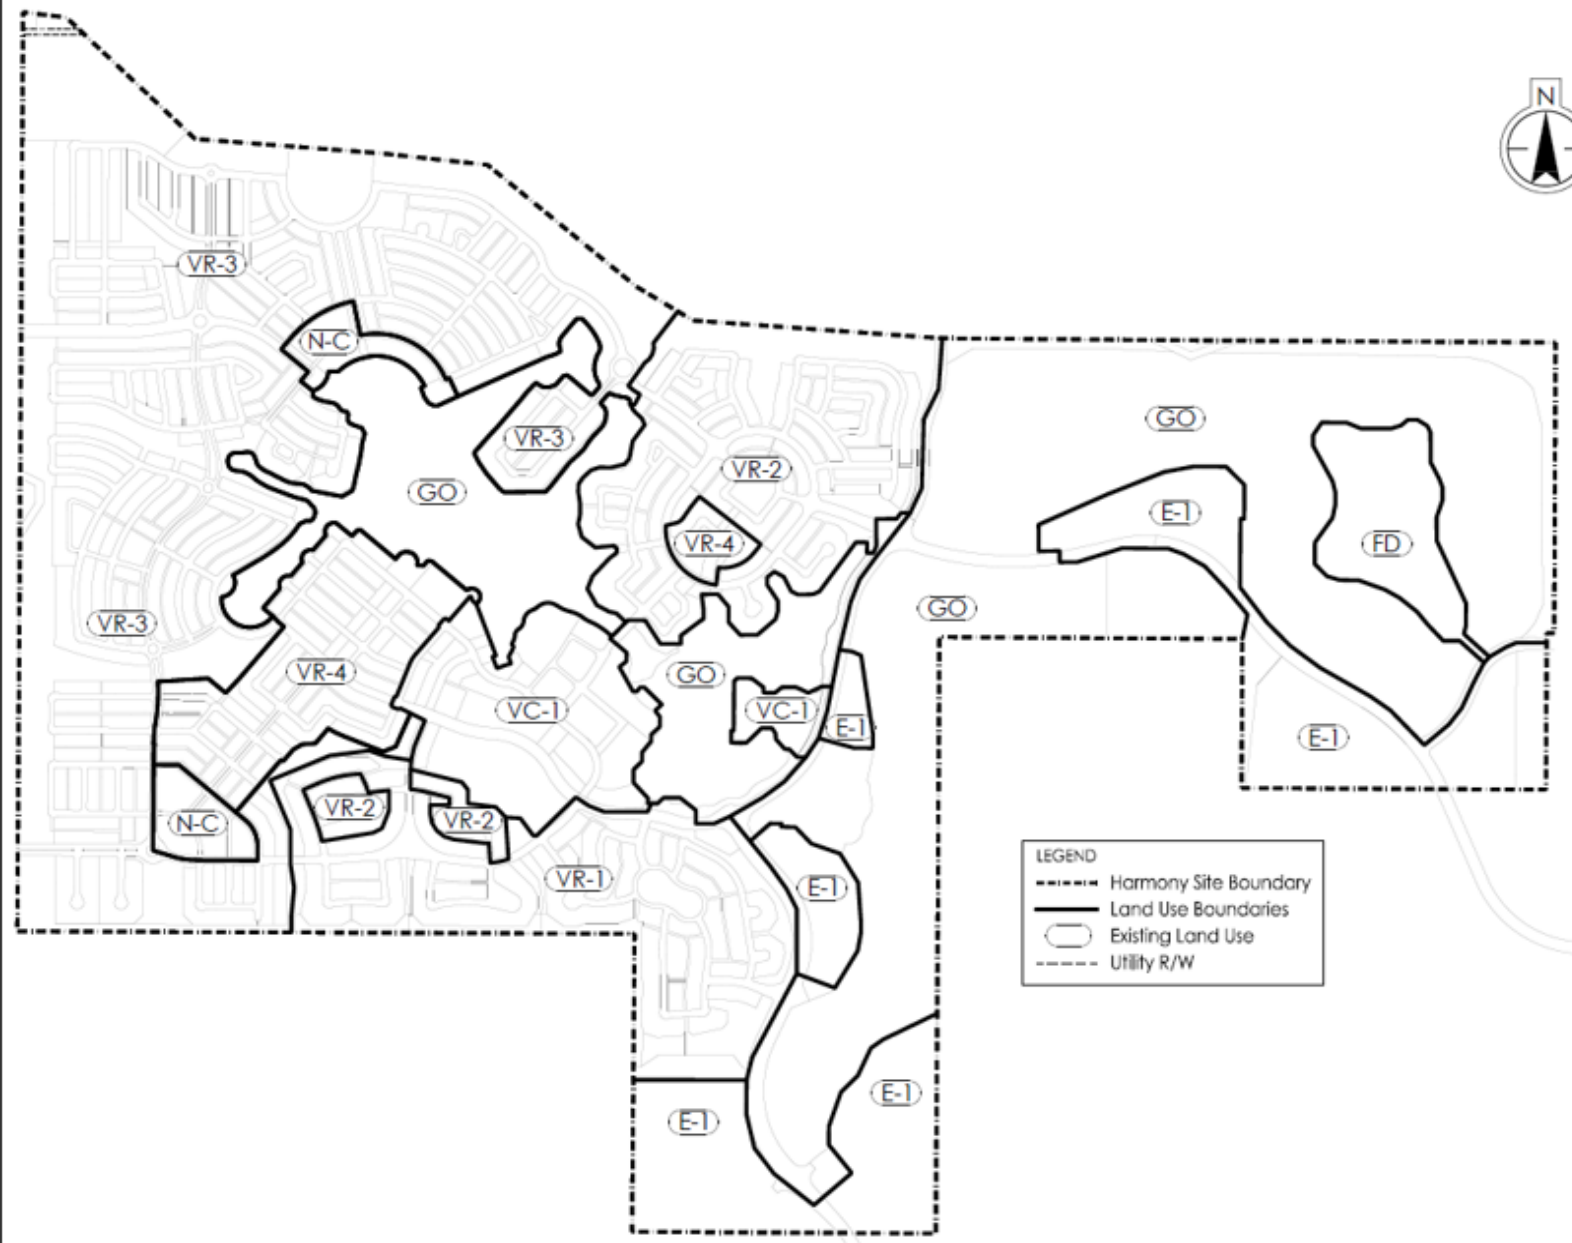 N
VR-3
N-C
GO
VR-3
VR-2
GO
E-1
VR-4
FD
GO
VR-3
VR-4
GO
VC-1
VC-1
E-1
E-1
VR-2
VR-2
N-C
VR-1
E-1
LEGEND
Harmony Site Boundary
Land Use Boundaries
Existing Land Use
Utility R/W
E-1
E-1